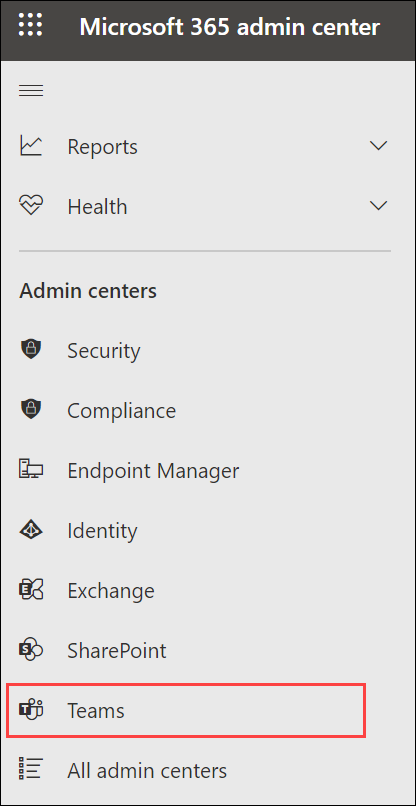 Microsoft 365 admin center
Reports
Health
Admin centers
Security
Compliance
Endpoint Manager
Identity
Exchange
SharePoint
Teams
All admin centers